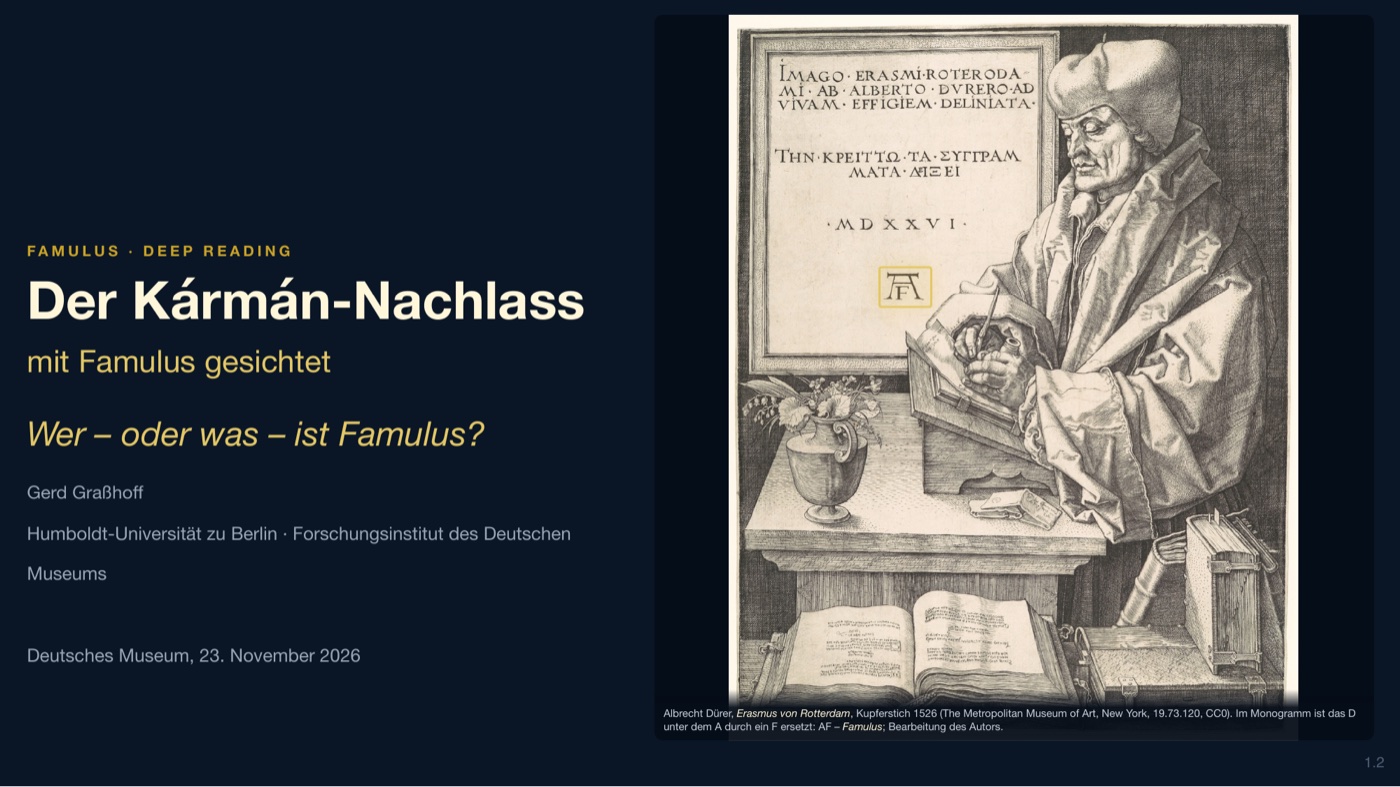 FAMULUS · DEEP READING
Der Kármán-Nachlass
mit Famulus gesichtet
Wer – oder was – ist Famulus?
Gerd Graßhoff
Humboldt-Universität zu Berlin · Forschungsinstitut des Deutschen
Museums
Deutsches Museum, 23. November 2026
IMAGO · ERASMI · ROTERODA
MI · AB · ALBERTO · DVRERO · AD
VIVAM · EFFIGIEM · DELINIATA ·
ΤΗΝ · ΚΡΕΙΤΤΩ · ΤΑ · ΣΥΓΓΡΑΜ
ΜΑΤΑ · ΔΙΞΕΙ
· MDXXVI ·
AF
Albrecht Dürer, Erasmus von Rotterdam, Kupferstich 1526 (The Metropolitan Museum of Art, New York, 19.73.120, CC0). Im Monogramm ist das D
unter dem A durch ein F ersetzt: AF – Famulus; Bearbeitung des Autors.
1.2